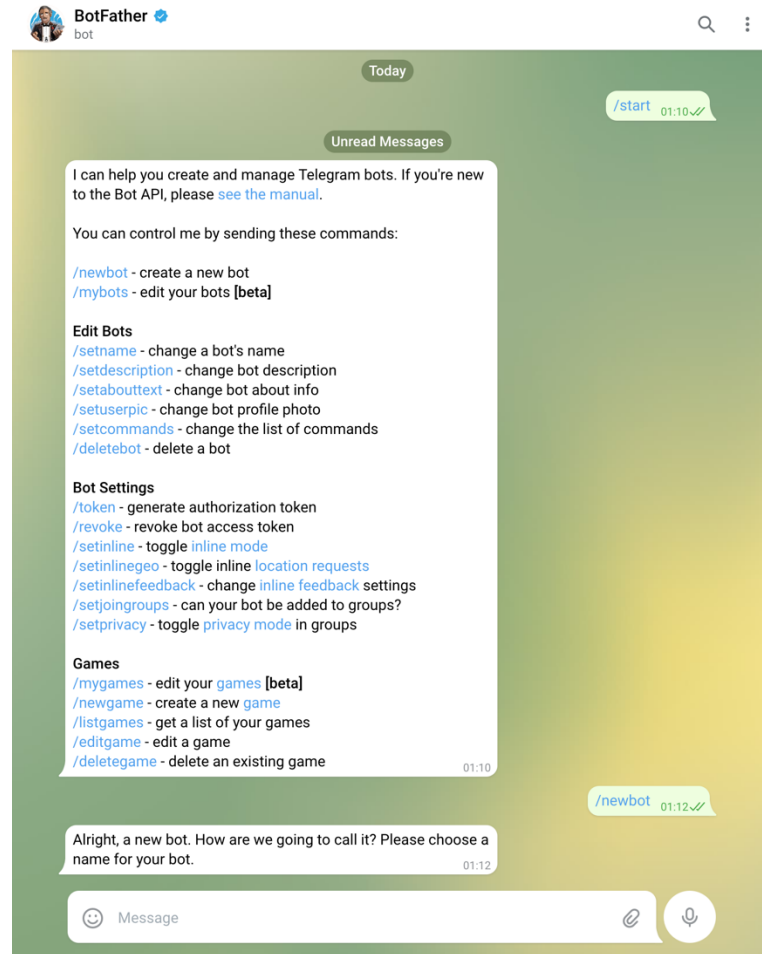 BotFather
bot
Today
/start 01:10
Unread Messages
I can help you create and manage Telegram bots. If you're new
to the Bot API, please see the manual.
You can control me by sending these commands:
/newbot - create a new bot
/mybots - edit your bots [beta]
Edit Bots
/setname - change a bot's name
/setdescription - change bot description
/setabouttext - change bot about info
/setuserpic - change bot profile photo
/setcommands - change the list of commands
/deletebot - delete a bot
Bot Settings
/token - generate authorization token
/revoke - revoke bot access token
/setinline - toggle inline mode
/setinlinegeo - toggle inline location requests
/setinlinefeedback - change inline feedback settings
/setjoingroups - can your bot be added to groups?
/setprivacy - toggle privacy mode in groups
Games
/mygames - edit your games [beta]
/newgame - create a new game
/listgames - get a list of your games
/editgame - edit a game
/deletegame - delete an existing game
01:10
/newbot 01:12
Alright, a new bot. How are we going to call it? Please choose a
name for your bot.
01:12
Message